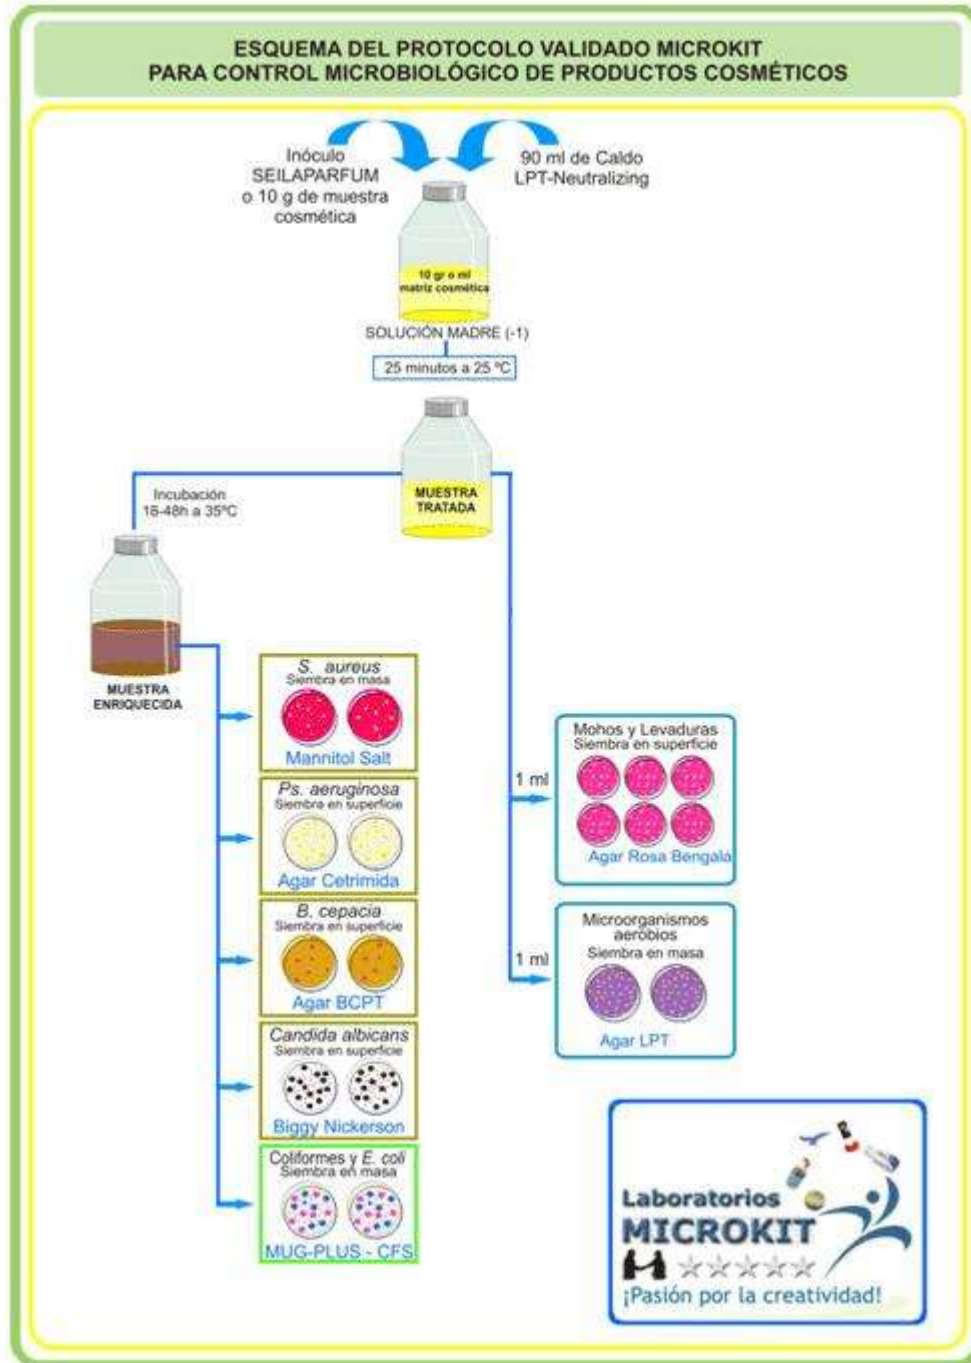 ESQUEMA DEL PROTOCOLO VALIDADO MICROKIT
PARA CONTROL MICROBIOLÓGICO DE PRODUCTOS COSMÉTICOS
Inóculo
SEILAPARFUM
o 10 g de muestra
cosmética
90 ml de Caldo
LPT-Neutralizing
10 gr o ml
matriz cosmética
SOLUCIÓN MADRE (-1)
25 minutos a 25 ºC
MUESTRA
TRATADA
Incubación
16-48h a 35ºC
MUESTRA
ENRIQUECIDA
S. aureus
Siembra en masa
Mannitol Salt
Ps. aeruginosa
Siembra en superficie
Agar Cetrimida
B. cepacia
Siembra en superficie
Agar BCPT
Candida albicans
Siembra en superficie
Biggy Nickerson
Coliformes y E. coli
Siembra en masa
MUG-PLUS - CFS
1 ml
Mohos y Levaduras
Siembra en superficie
Agar Rosa Bengala
1 ml
Microorganismos
aerobios
Siembra en masa
Agar LPT
Laboratorios
MICROKIT
¡Pasión por la creatividad!